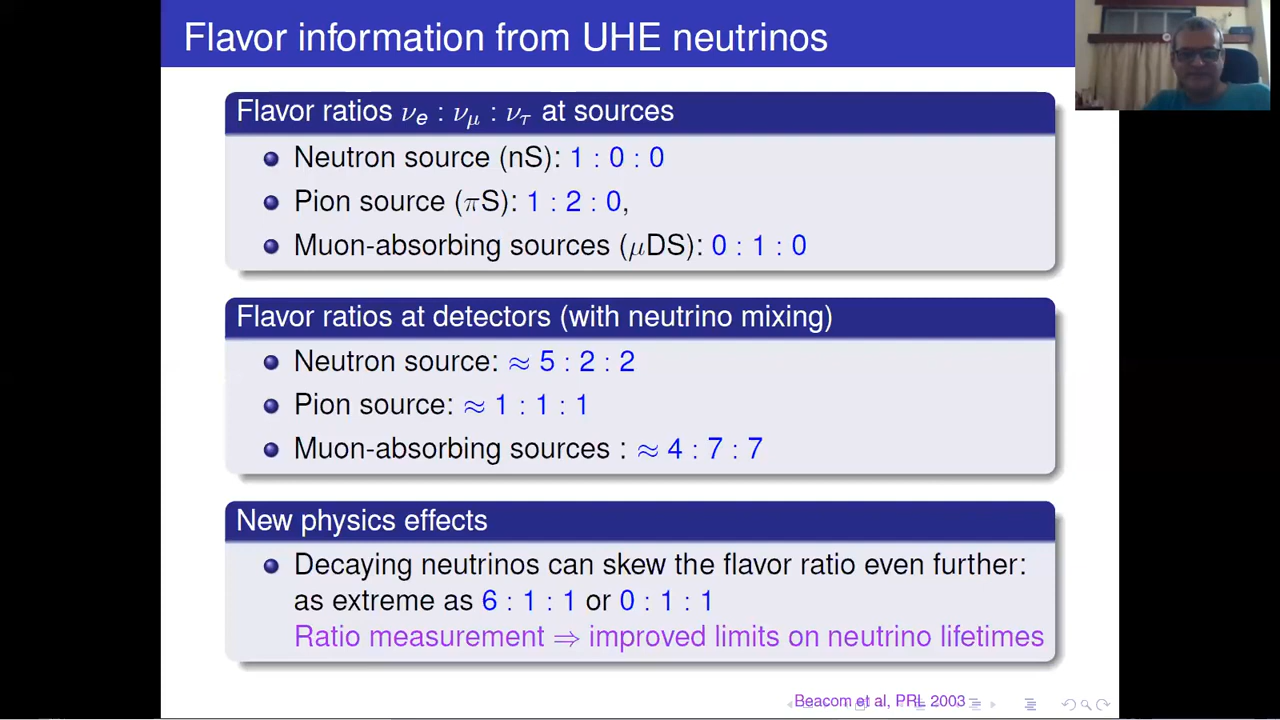 Flavor information from UHE neutrinos
Flavor ratios νe : νμ : ντ at sources
Neutron source (nS): 1 : 0 : 0
Pion source (πS): 1 : 2 : 0,
Muon-absorbing sources (μDS): 0 : 1 : 0
Flavor ratios at detectors (with neutrino mixing)
Neutron source: ≈ 5 : 2 : 2
Pion source: ≈ 1 : 1 : 1
Muon-absorbing sources : ≈ 4 : 7 : 7
New physics effects
Decaying neutrinos can skew the flavor ratio even further:
as extreme as 6 : 1 : 1 or 0 : 1 : 1
Ratio measurement ⇒ improved limits on neutrino lifetimes
Beacom et al, PRL 2003